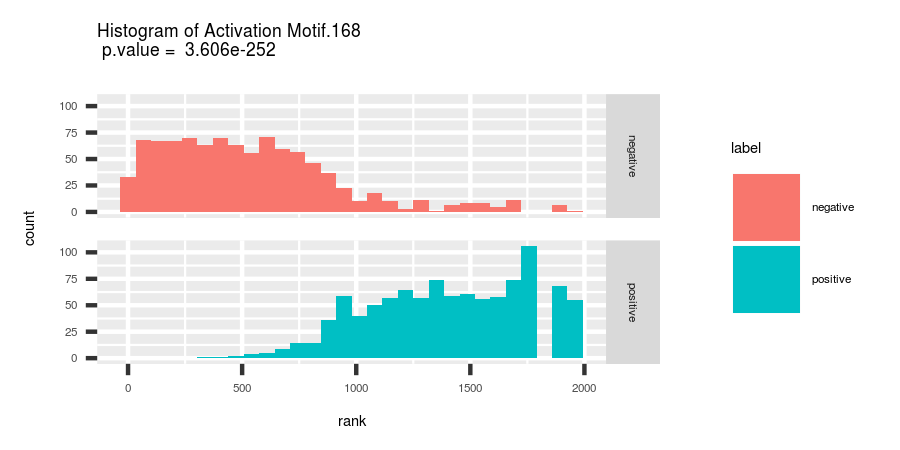 Histogram of Activation Motif.168
p.value = 3.606e-252
count
100
75
50
25
0
negative
100
75
50
25
0
positive
0 500 1000 1500 2000
rank
label
negative
positive